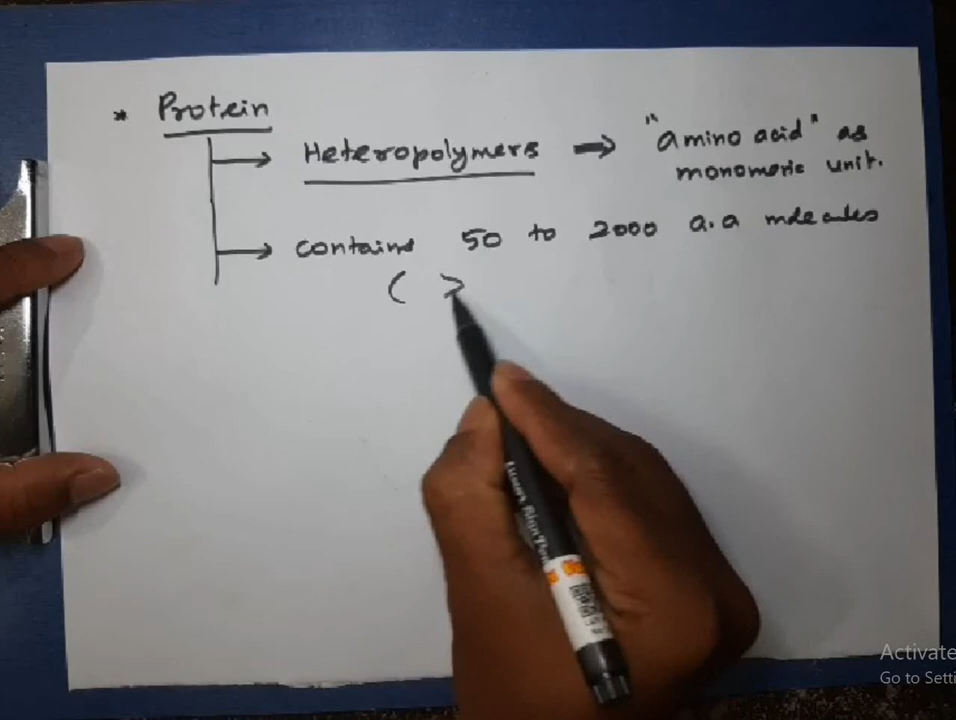 * Protein
Heteropolymers → "amino acid" as
monomeric unit.
contains 50 to 2000 a.a molecules
( >
Activate
Go to Setti